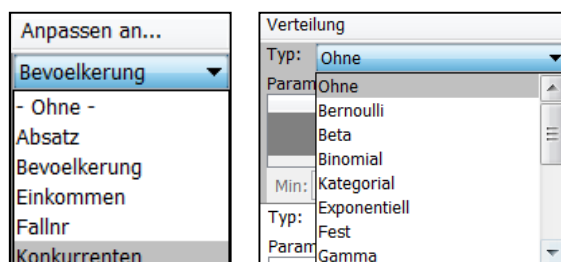 Anpassen an...
Bevoelkerung
- Ohne -
Absatz
Bevoelkerung
Einkommen
Fallnr
Konkurrenten
Verteilung
Typ: Ohne
Param
Ohne
Bernoulli
Beta
Binomial
Min: Kategorial
Exponentiell
Typ: Fest
Param Gamma